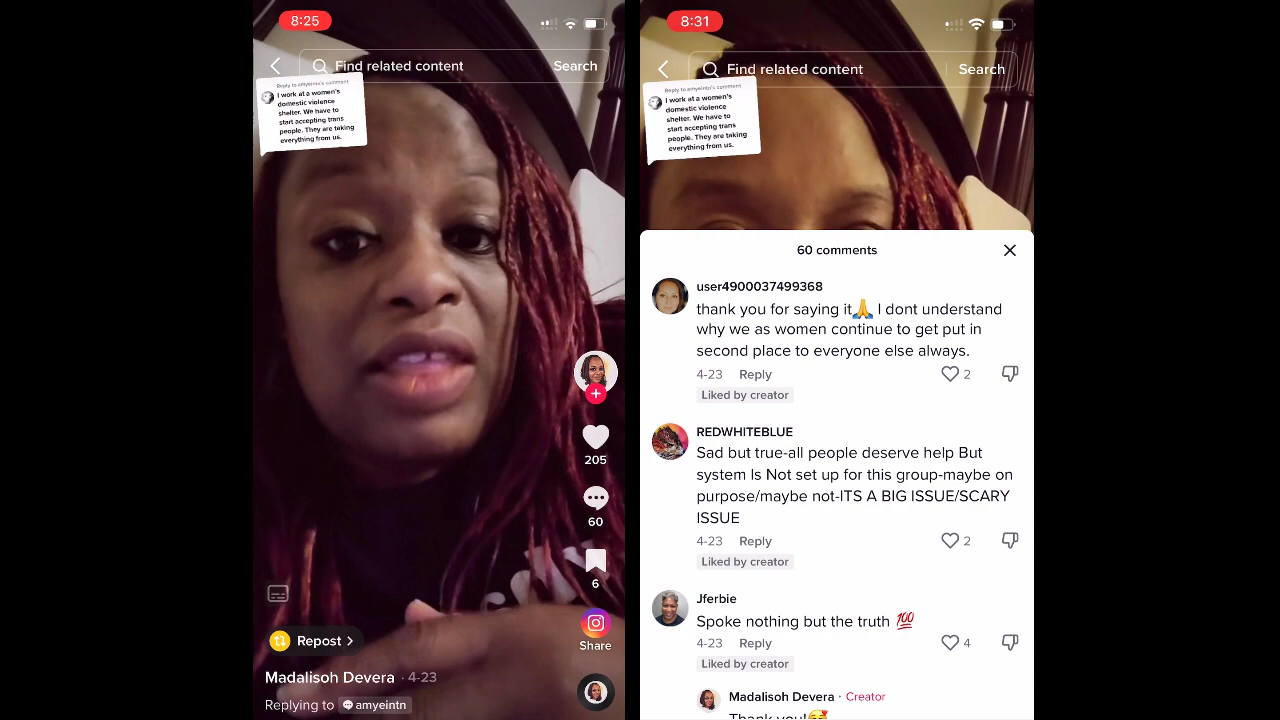 8:25
Find related content
Search
Reply to amyeintn's comment
I work at a women's
domestic violence
shelter. We have to
start accepting trans
people. They are taking
everything from us.
205
60
6
Share
Repost
Madalisoh Devera · 4-23
Replying to amyeintn
8:31
Find related content
Search
Reply to amyeintn's comment
I work at a women's
domestic violence
shelter. We have to
start accepting trans
people. They are taking
everything from us.
60 comments
user4900037499368
thank you for saying it🙏 I dont understand
why we as women continue to get put in
second place to everyone else always.
4-23 Reply 2
Liked by creator
REDWHITEBLUE
Sad but true-all people deserve help But
system Is Not set up for this group-maybe on
purpose/maybe not-ITS A BIG ISSUE/SCARY
ISSUE
4-23 Reply 2
Liked by creator
Jferbie
Spoke nothing but the truth 💯
4-23 Reply 4
Liked by creator
Madalisoh Devera · Creator
Thank you!🥰